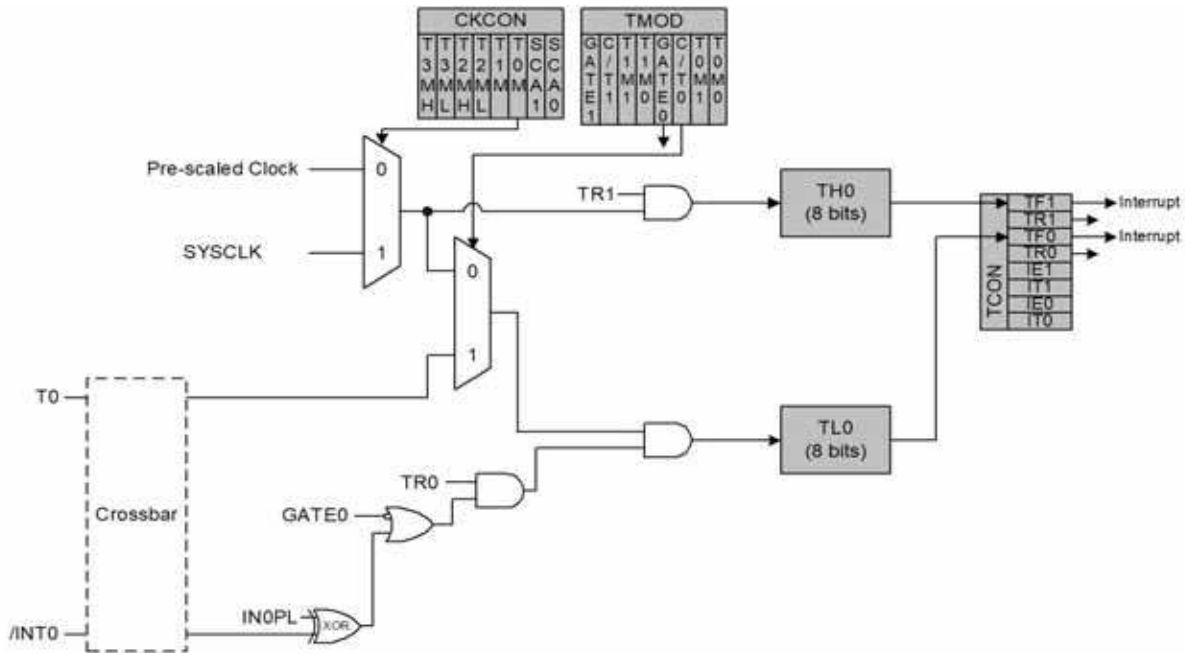 CKCON
T3MH
T3ML
T2MH
T2ML
T1M
T0M
SCA1
SCA0
TMOD
GATE1
C/T1
T1M1
T1M0
GATE0
C/T0
T0M1
T0M0
Pre-scaled Clock
0
SYSCLK
1
TR1
TH0
(8 bits)
TCON
TF1
TR1
TF0
TR0
IE1
IT1
IE0
IT0
Interrupt
Interrupt
0
1
T0
Crossbar
TL0
(8 bits)
TR0
GATE0
IN0PL
XOR
/INT0